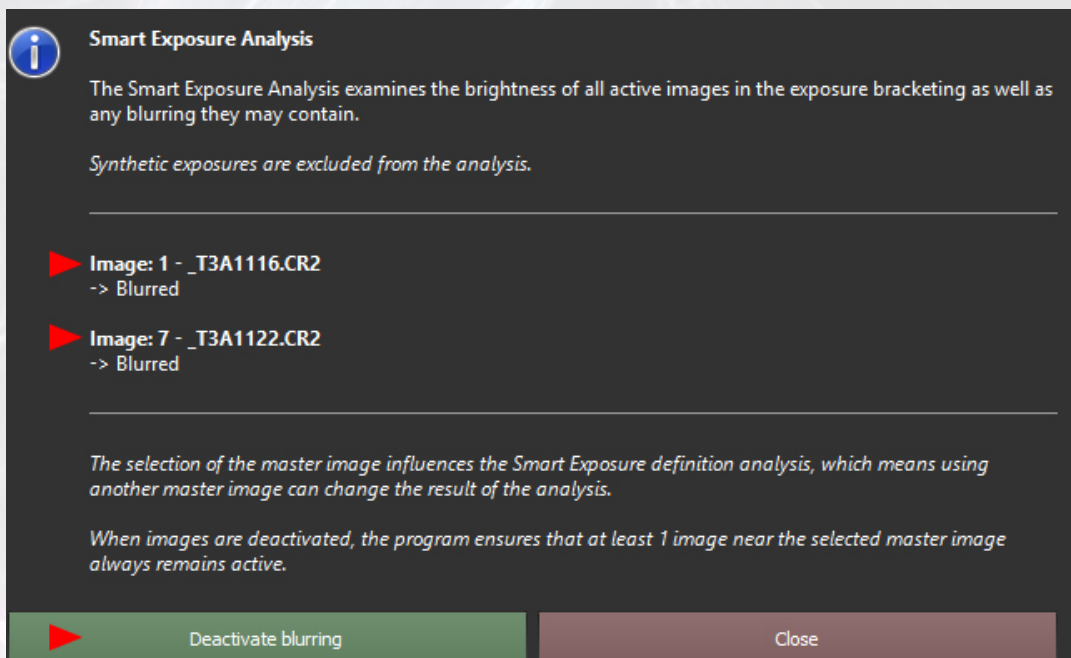 Smart Exposure Analysis
The Smart Exposure Analysis examines the brightness of all active images in the exposure bracketing as well as
any blurring they may contain.
Synthetic exposures are excluded from the analysis.
Image: 1 - _T3A1116.CR2
-> Blurred
Image: 7 - _T3A1122.CR2
-> Blurred
The selection of the master image influences the Smart Exposure definition analysis, which means using
another master image can change the result of the analysis.
When images are deactivated, the program ensures that at least 1 image near the selected master image
always remains active.
Deactivate blurring
Close